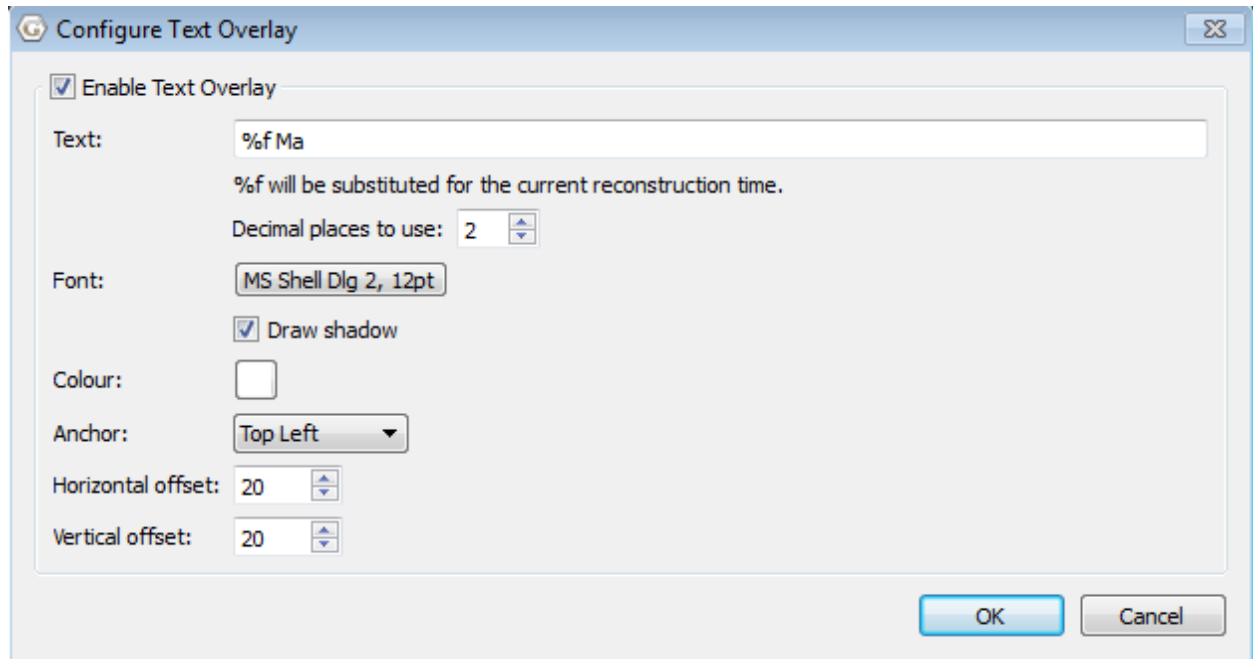 Configure Text Overlay
Enable Text Overlay
Text: %f Ma
%f will be substituted for the current reconstruction time.
Decimal places to use: 2
Font: MS Shell Dlg 2, 12pt
Draw shadow
Colour:
Anchor: Top Left
Horizontal offset: 20
Vertical offset: 20
OK Cancel